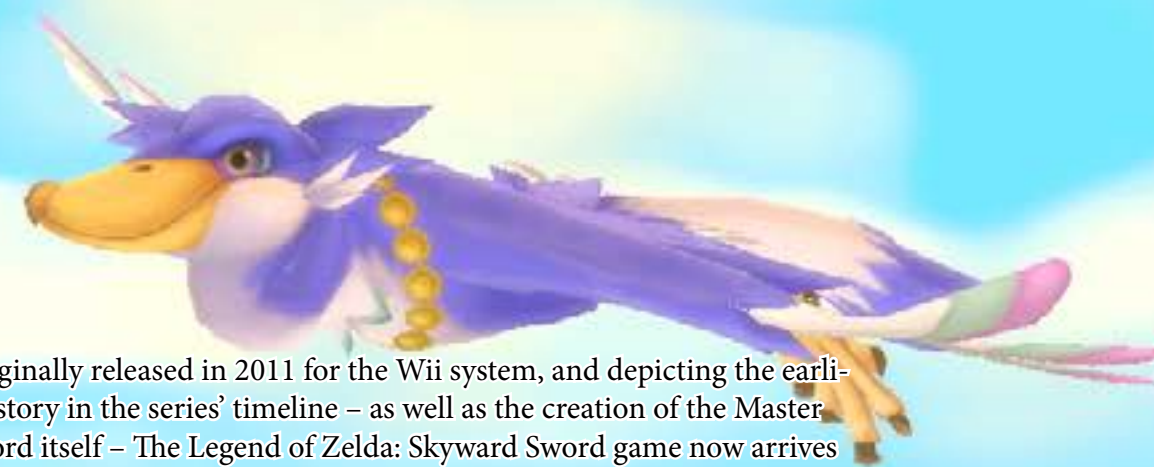 ginally released in 2011 for the Wii system, and depicting the earli-
story in the series’ timeline – as well as the creation of the Master
ord itself – The Legend of Zelda: Skyward Sword game now arrives